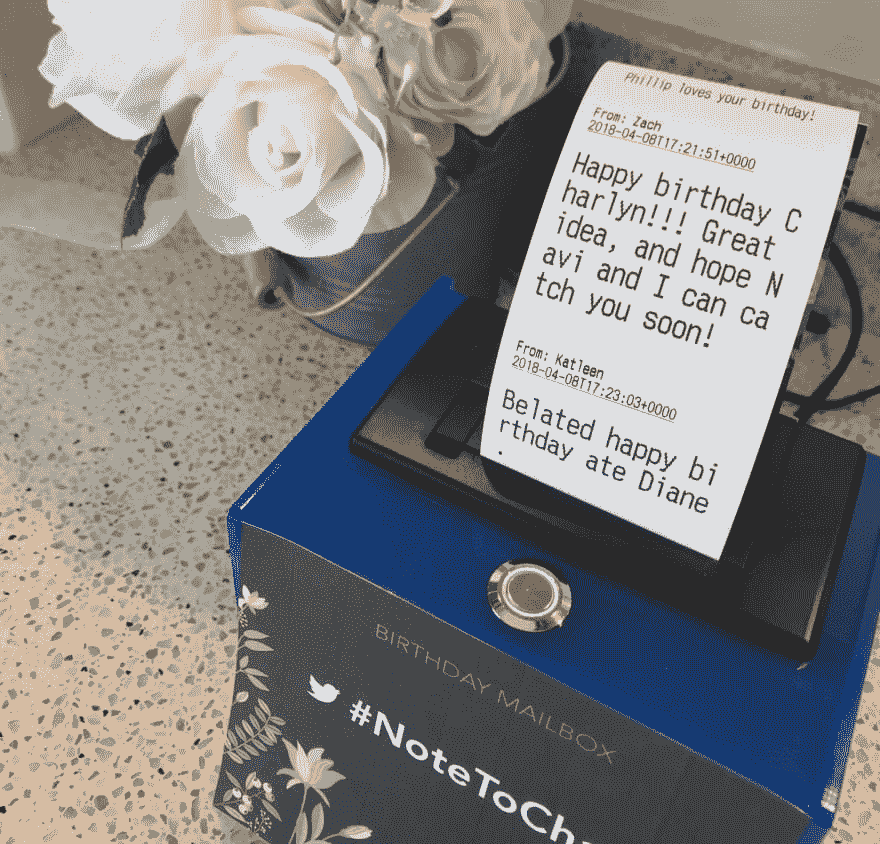 Phillip loves your birthday!
From: Zach
2018-04-08T17:21:51+0000
Happy birthday C
harlyn!!! Great
idea, and hope N
avi and I can ca
tch you soon!
From: Katleen
2018-04-08T17:23:03+0000
Belated happy bi
rthday ate Diane
.
BIRTHDAY MAILBOX
#NoteToCh